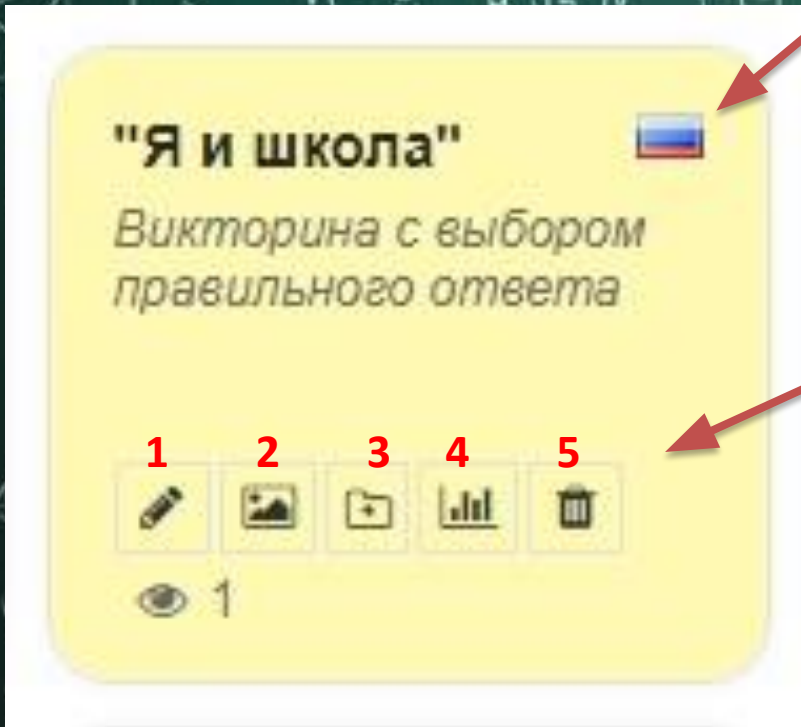 "Я и школа"
Викторина с выбором
правильного ответа
1 2 3 4 5
1